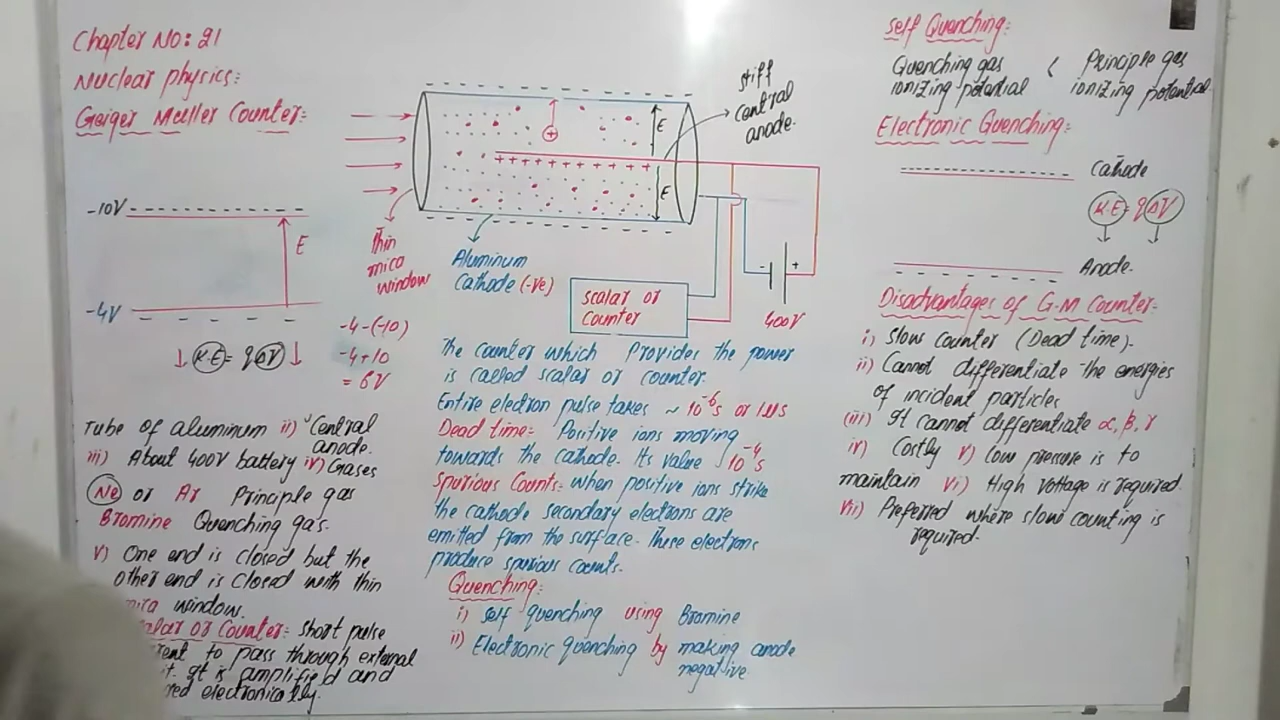 Chapter No: 21
Nuclear physics:
Geiger Muller Counter:
-10V
E
-4V
K.E = q ΔV
-4-(-10)
-4+10
= 6V
Tube of aluminum ii) Central
anode.
iii) About 400V battery iv) Gases
Ne or Ar Principle gas
Bromine Quenching gas.
v) One end is closed but the
other end is closed with thin
mica window.
Scalar or Counter: Short pulse
to pass through external
It is amplified and
electronically.
stiff
central
anode.
E
E
+
+ + + + + + + + + + +
Thin
mica
window
Aluminum
Cathode (-ve)
Scalar or
Counter
- +
400V
The counter which Provides the power
is called scalar or counter.
Entire electron pulse takes ~ 10⁻⁶s or 1μs
Dead time: Positive ions moving
towards the cathode. Its value 10⁻⁴s
Spurious Counts: when positive ions strike
the cathode secondary electrons are
emitted from the surface. These electrons
produce spurious counts.
Quenching:
i) self quenching using Bromine
ii) Electronic quenching by making anode
negative
Self Quenching:
Quenching gas < Principle gas
ionizing potential ionizing potential
Electronic Quenching:
Cathode
K.E = q ΔV
Anode.
Disadvantages of G.M Counter:
i) Slow counter (Dead time).
ii) Cannot differentiate the energies
of incident particles
iii) It cannot differentiate α, β, γ
iv) Costly v) low pressure is to
maintain vi) High voltage is required.
vii) Preferred where slow counting is
required.